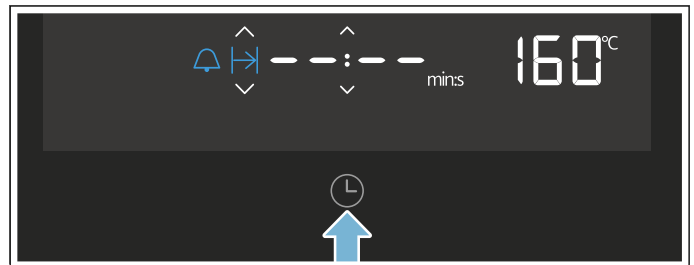 – – : – – min:s 160 °C